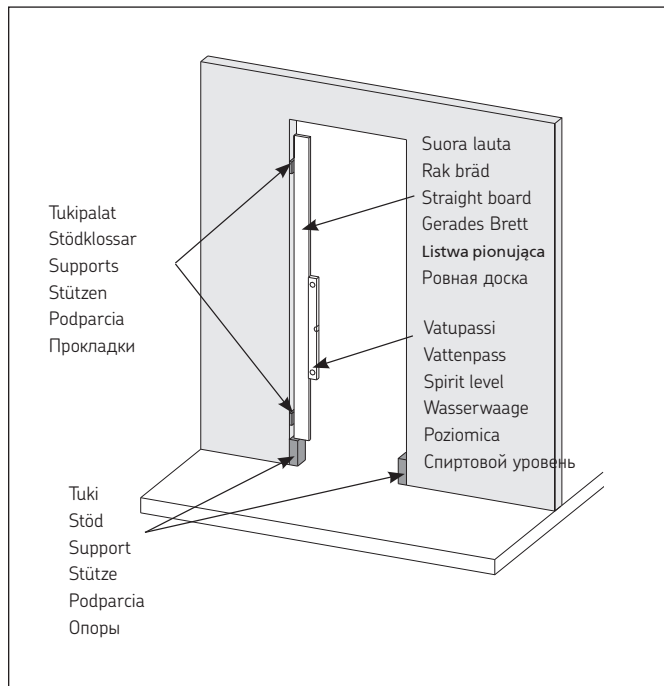 Suora lauta
Rak bräd
Straight board
Gerades Brett
Listwa pionująca
Ровная доска
Tukipalat
Stödklossar
Supports
Stützen
Podparcia
Прокладки
Vatupassi
Vattenpass
Spirit level
Wasserwaage
Poziomica
Спиртовой уровень
Tuki
Stöd
Support
Stütze
Podparcia
Опоры